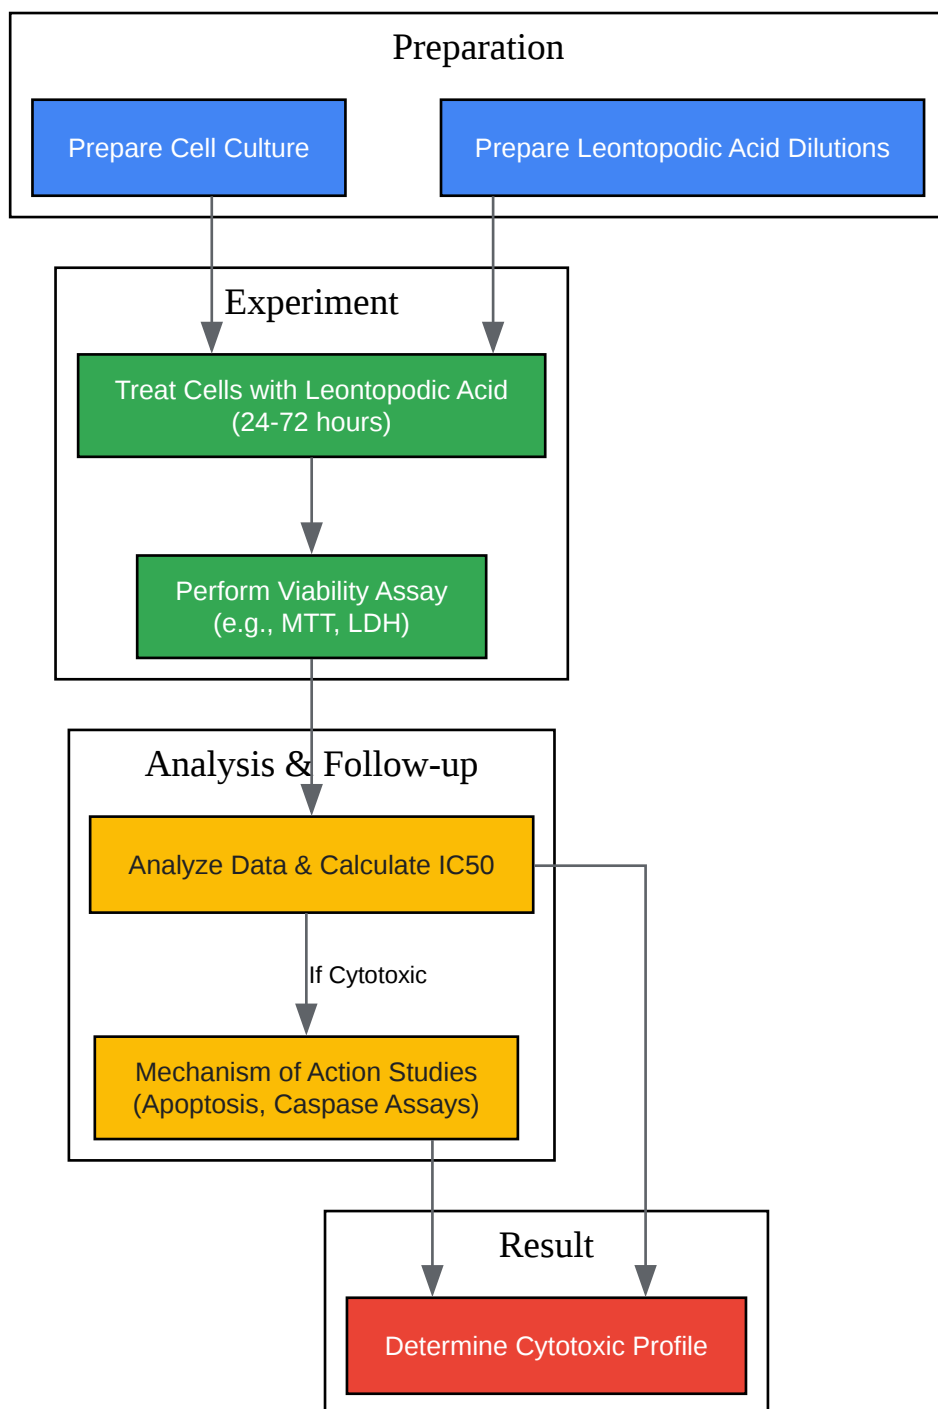 Preparation
Prepare Cell Culture
Prepare Leontopodic Acid Dilutions
Experiment
Treat Cells with Leontopodic Acid
(24-72 hours)
Perform Viability Assay
(e.g., MTT, LDH)
Analysis & Follow-up
Analyze Data & Calculate IC50
If Cytotoxic
Mechanism of Action Studies
(Apoptosis, Caspase Assays)
Result
Determine Cytotoxic Profile